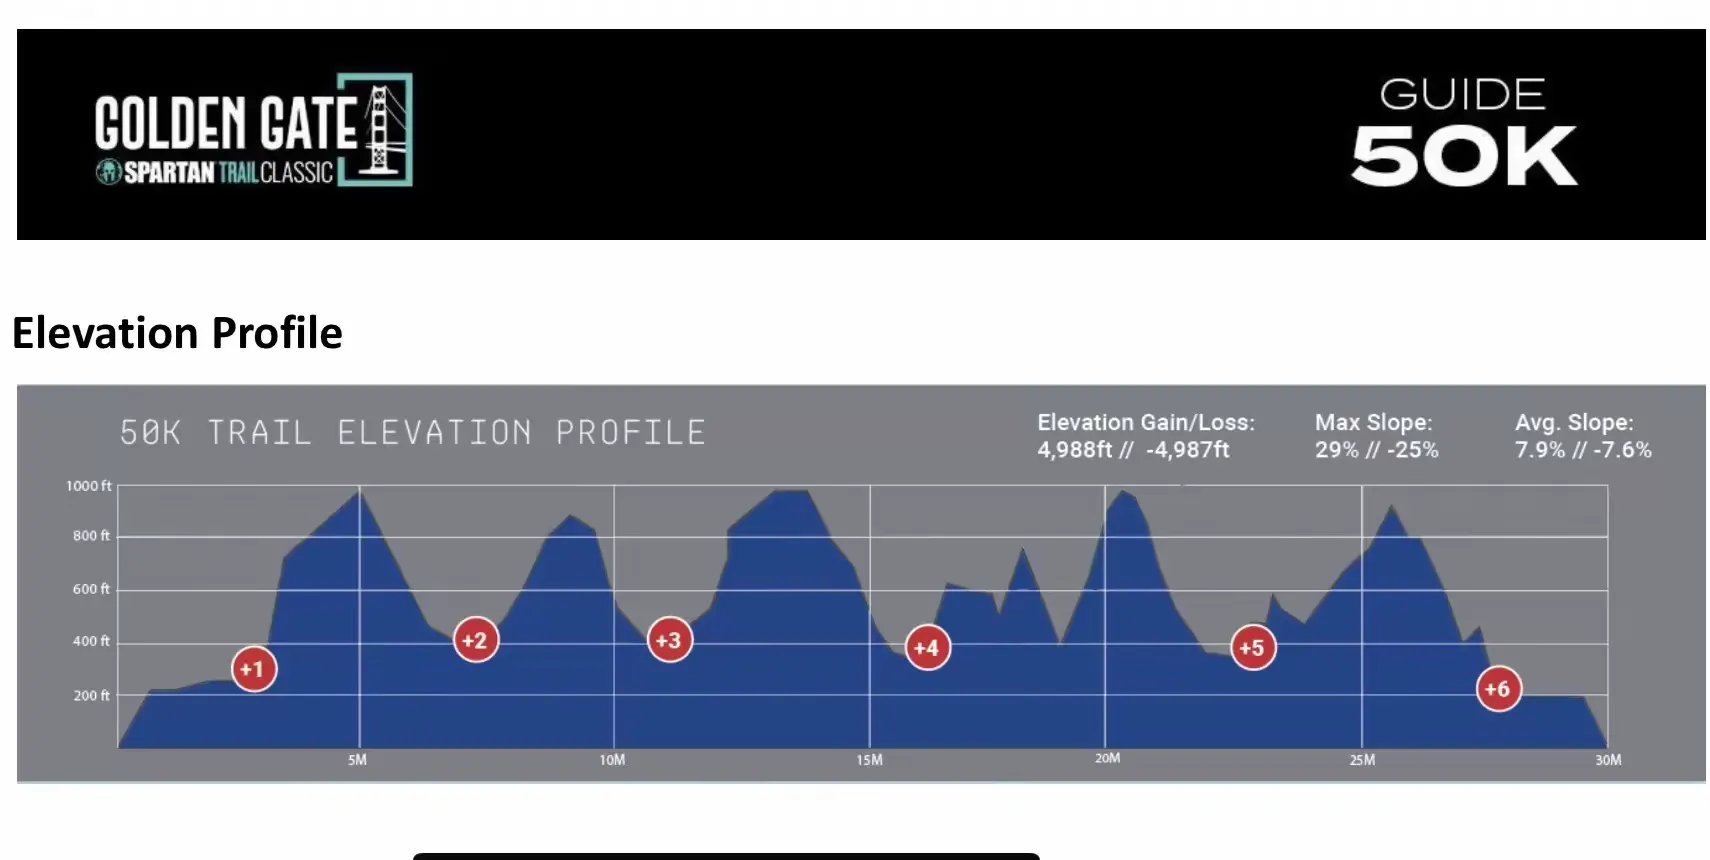 GOLDEN GATE
SPARTAN TRAIL CLASSIC
GUIDE
50K
Elevation Profile
50K TRAIL ELEVATION PROFILE
Elevation Gain/Loss:
4,988ft // -4,987ft
Max Slope:
29% // -25%
Avg. Slope:
7.9% // -7.6%
1000 ft
800 ft
600 ft
400 ft
200 ft
+1
+2
+3
+4
+5
+6
5M
10M
15M
20M
25M
30M